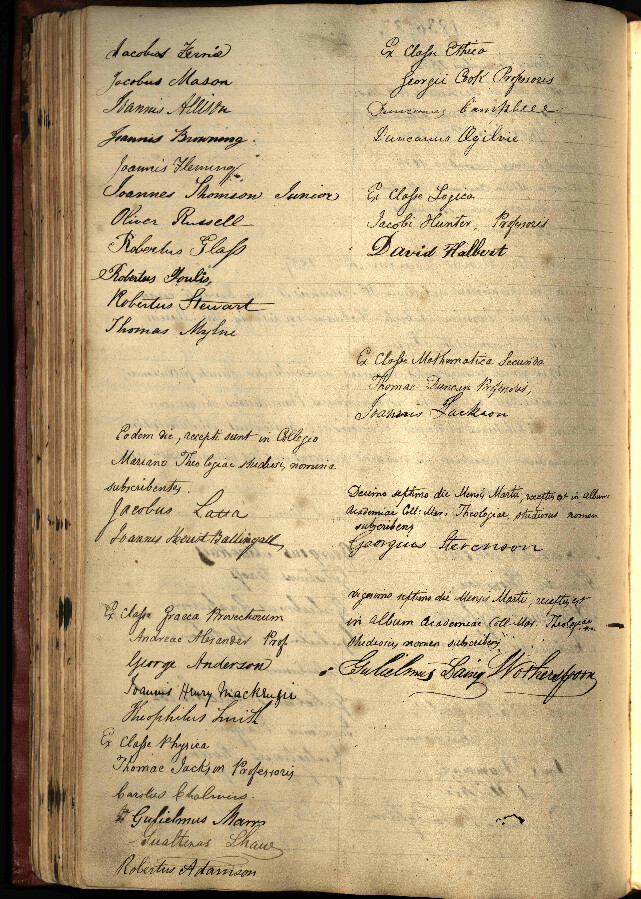 Jacobus Fernie
Jacobus Mason
Joannis Allison
Joannis Browning.
Joannis Fleming
Joannes Thomson Junior
Oliver Russell
Robertus Flass
Robertus Foulis
Robertus Stewart
Thomas Mylne
Eodem die, recepti sunt in Collegio
Mariano Theologiae studiosi, nomina
subscribentes.
Jacobus Latta
Joannes Ballingall
Ex Classe Graeca Provectiorum
Andreae Alexander Prof
George Anderson
Joannis Henry Mackenzie
Theophilus Smith
Ex Classe Physica
Thomae Jackson Professoris
Carolus Chalmers.
Gulielmus Marr
Gualterus Shaw
Robertus Adamson
Ex Classe Ethica
Georgii Cook Professoris
Duncanus Campbell
Duncanus Ogilvie
Ex Classe Logica
Jacobi Hunter, Professoris
David Halbert
Ex Classe Mathematica Secunda
Thomae Duncan Professoris,
Joannis Jackson
Decimo septimo die Mensis Martii, receptus est in album
Academiae Coll: Mar. Theologiae, studiosus nomen
subscribens
Georgius Stevenson
vigesimo septimo die Mensis Martii, receptus est
in album Academiae Coll. Mar. Theologiae
studiosus, nomen subscribens
Gulielmus Laing Wotherspoon